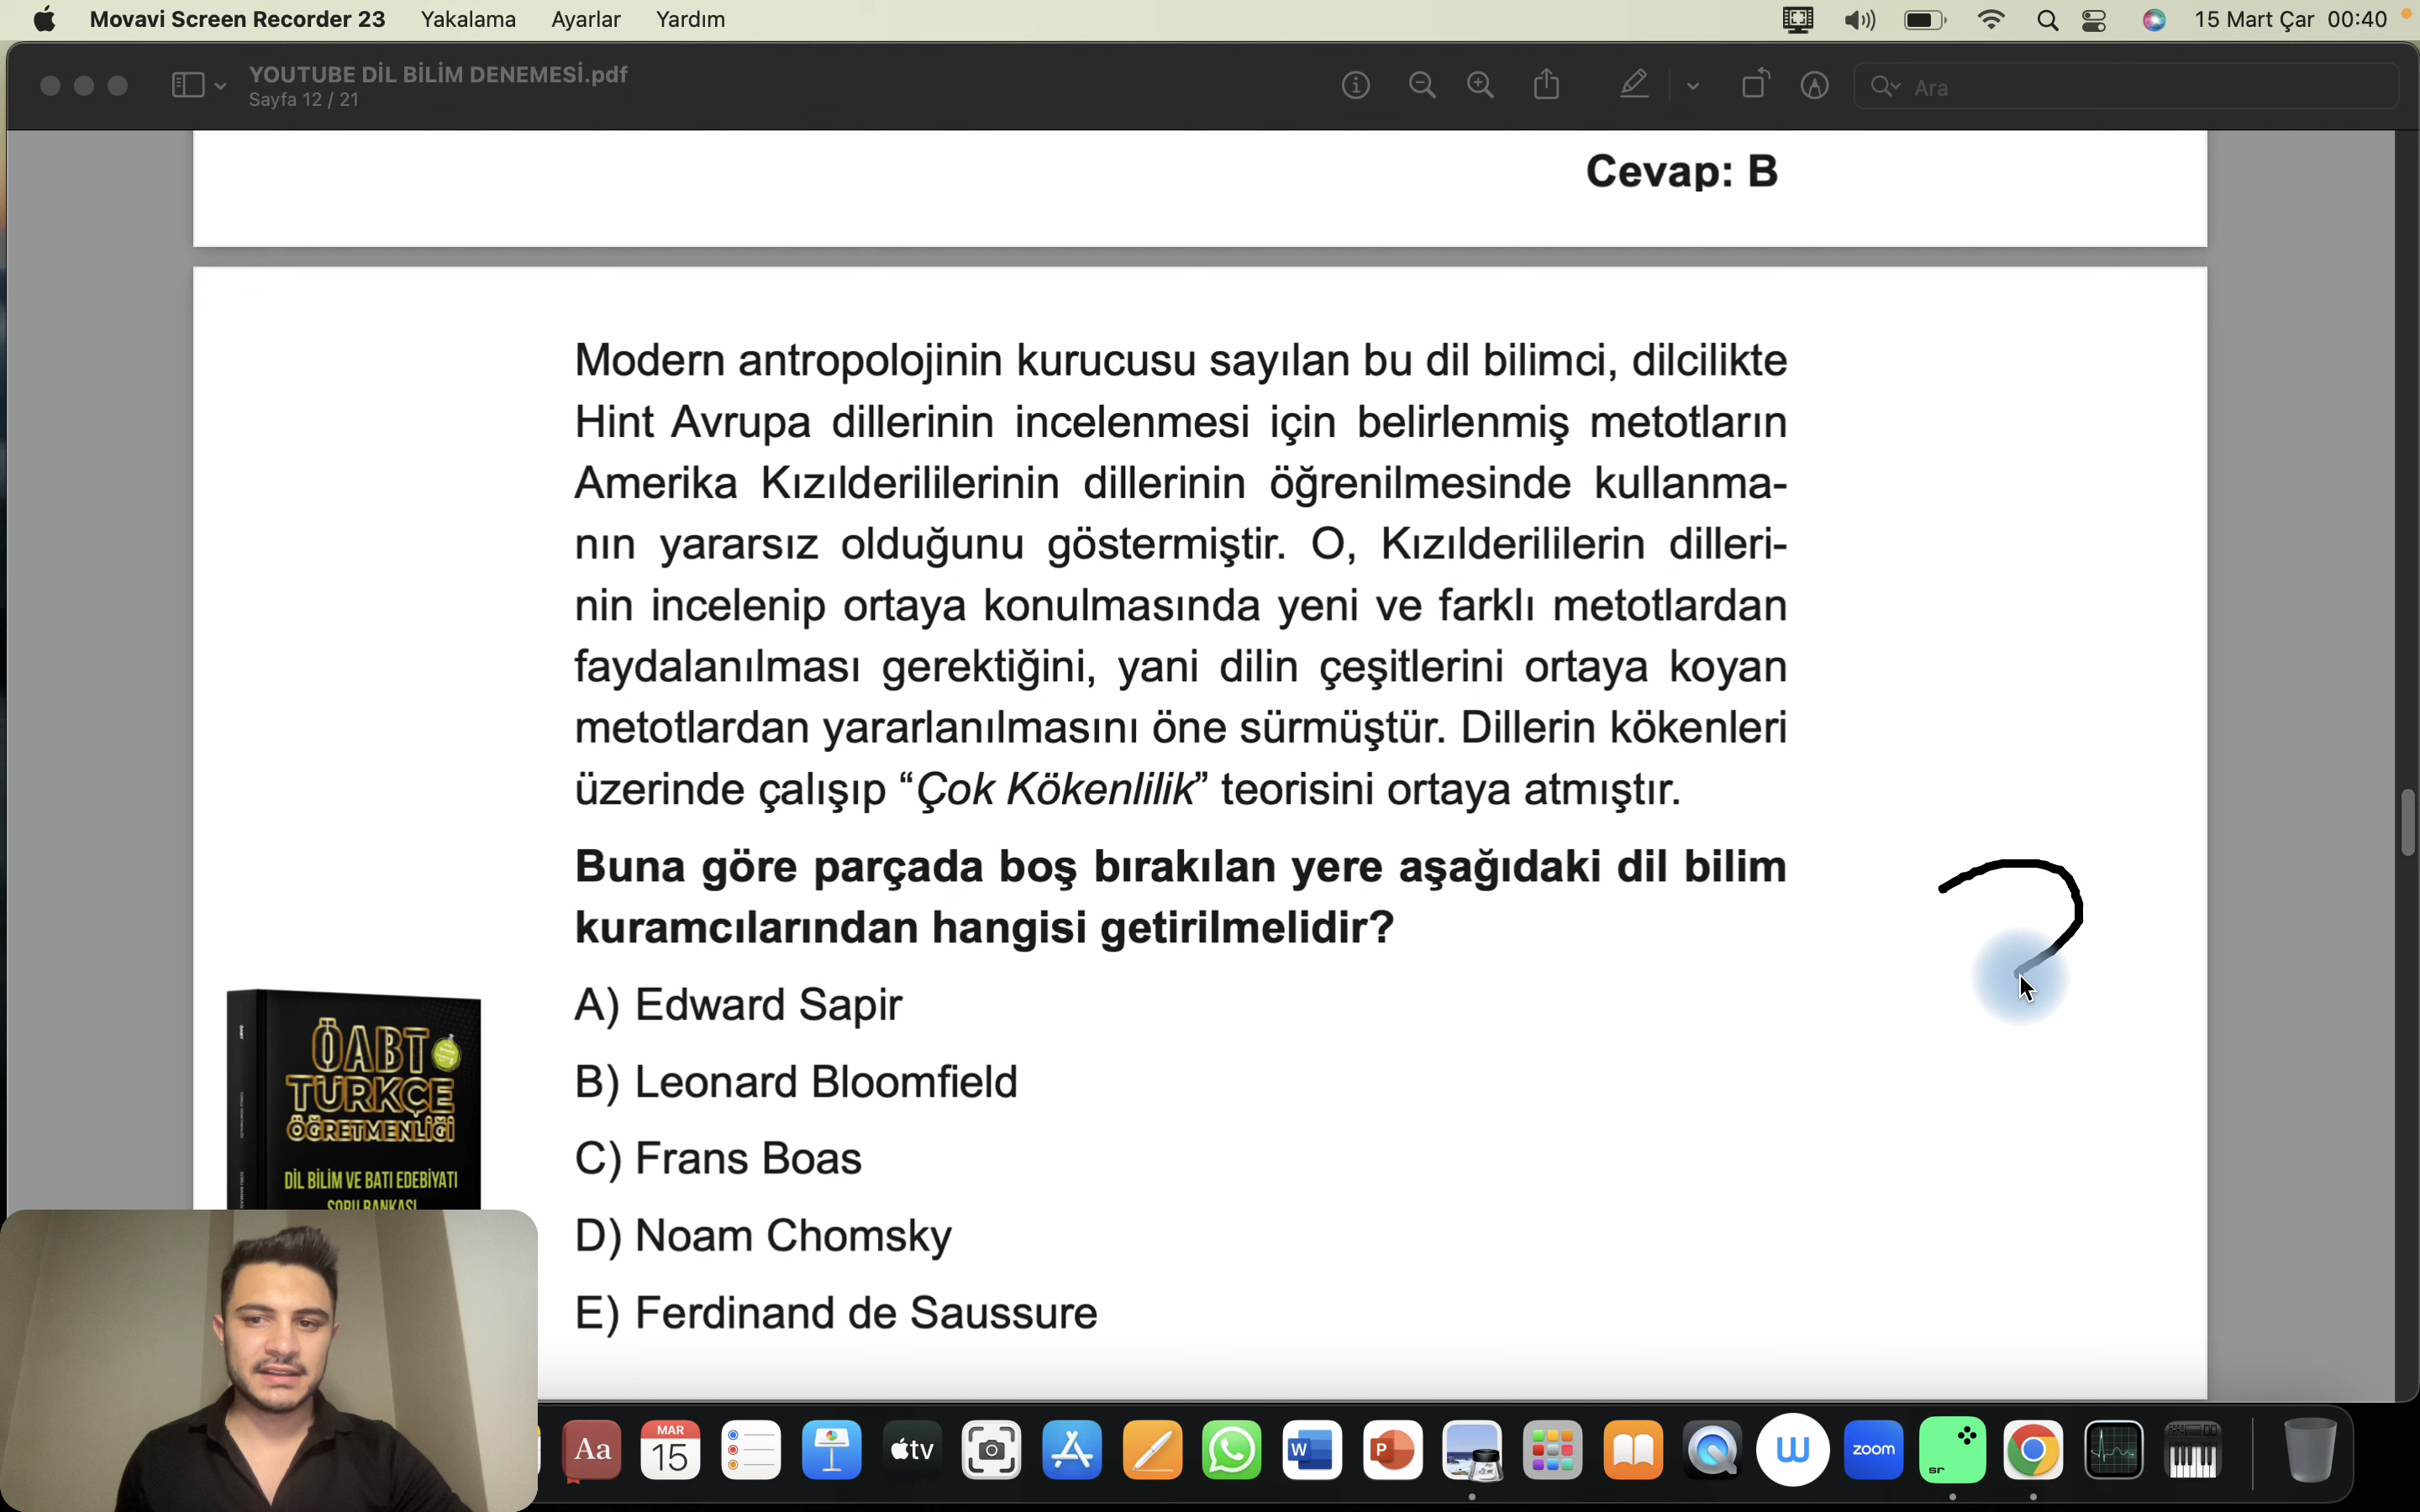 Movavi Screen Recorder 23 Yakalama Ayarlar Yardım 15 Mart Çar 00:40
YOUTUBE DİL BİLİM DENEMESİ.pdf
Sayfa 12 / 21
Ara
Cevap: B
Modern antropolojinin kurucusu sayılan bu dil bilimci, dilcilikte
Hint Avrupa dillerinin incelenmesi için belirlenmiş metotların
Amerika Kızılderililerinin dillerinin öğrenilmesinde kullanma-
nın yararsız olduğunu göstermiştir. O, Kızılderililerin dilleri-
nin incelenip ortaya konulmasında yeni ve farklı metotlardan
faydalanılması gerektiğini, yani dilin çeşitlerini ortaya koyan
metotlardan yararlanılmasını öne sürmüştür. Dillerin kökenleri
üzerinde çalışıp “Çok Kökenlilik” teorisini ortaya atmıştır.
Buna göre parçada boş bırakılan yere aşağıdaki dil bilim
kuramcılarından hangisi getirilmelidir?
A) Edward Sapir
B) Leonard Bloomfield
C) Frans Boas
D) Noam Chomsky
E) Ferdinand de Saussure
ÖABT
TÜRKÇE
ÖĞRETMENLİĞİ
DİL BİLİM VE BATI EDEBİYATI
SORU BANKASI
Aa
MAR
15
tv
W
P
W
zoom
sr